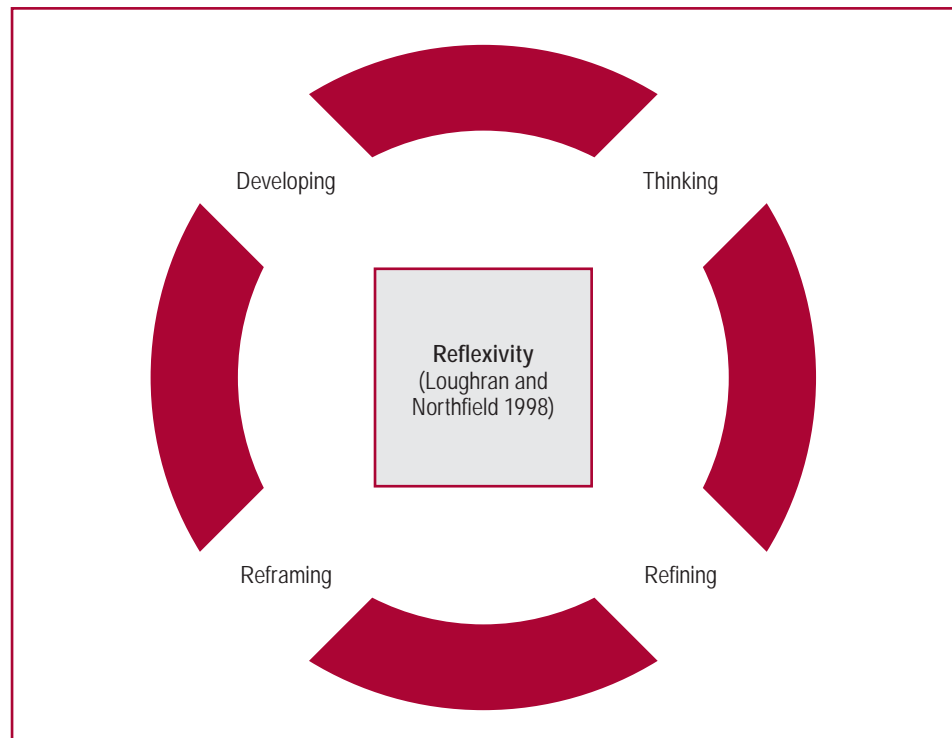 Developing
Thinking
Reflexivity
(Loughran and
Northfield 1998)
Reframing
Refining